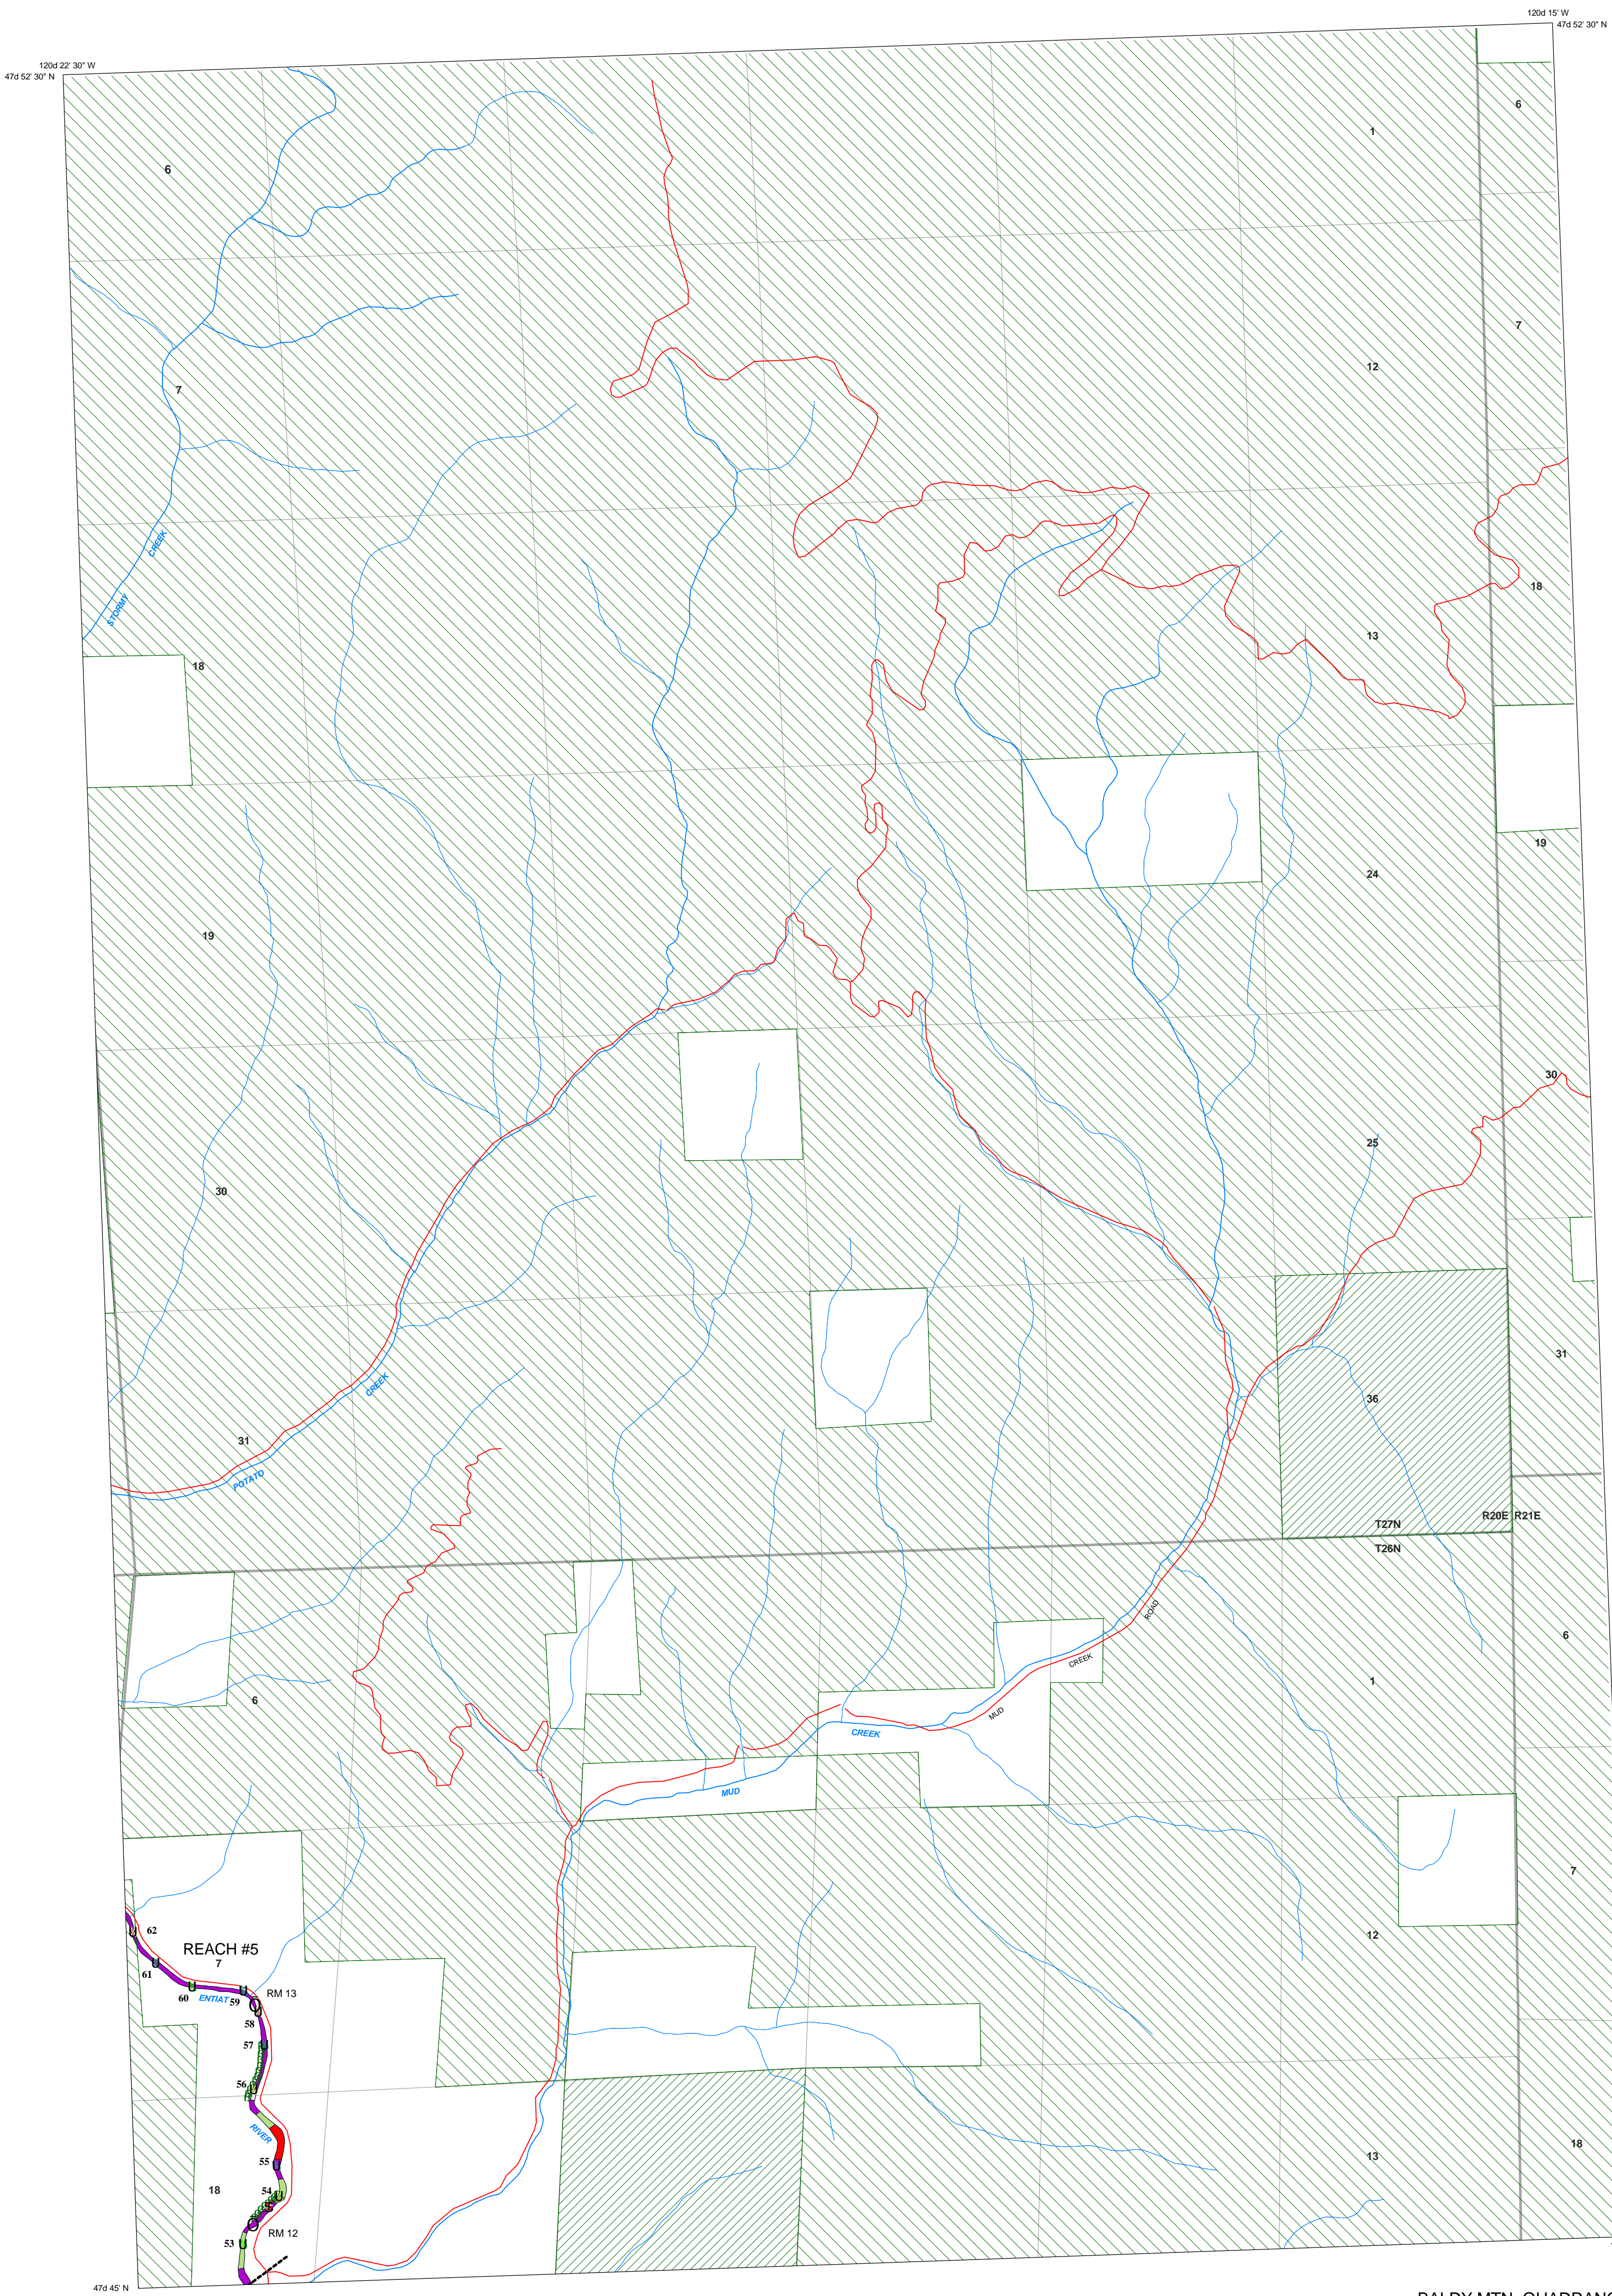 120d 15' W
47d 52' 30" N
120d 22' 30" W
47d 52' 30" N
6
1
6
7
12
7
CREEK
STORMY
18
13
18
19
24
19
30
25
30
31
36
31
CREEK
POTATO
R20E R21E
T27N
T26N
ROAD
CREEK
MUD
6
1
6
CREEK
MUD
7
12
62
REACH #5
7
61
60
ENTIAT
59
RM 13
58
57
56
RIVER
55
18
13
18
54
RM 12
53
47d 45' N